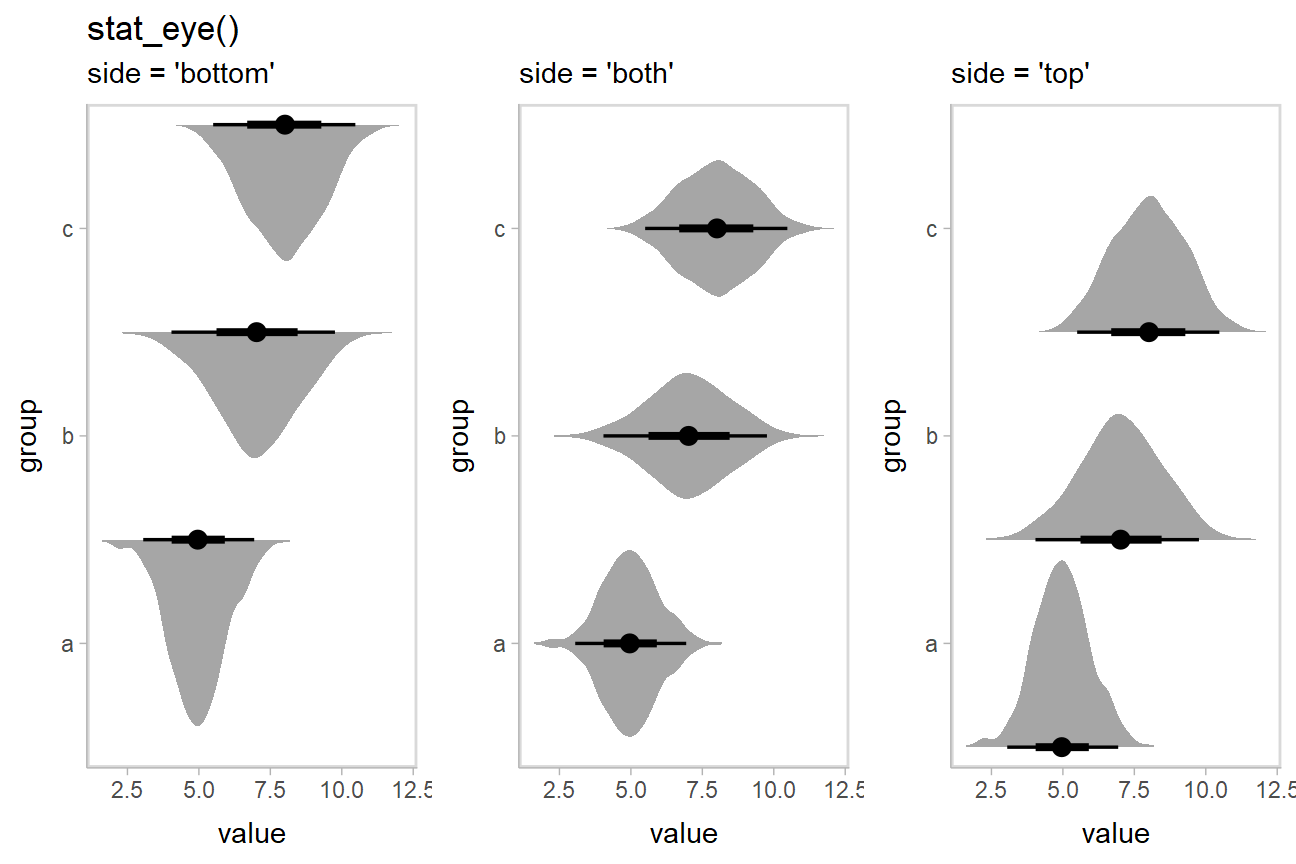 stat_eye()
side = 'bottom'
side = 'both'
side = 'top'
group
c
b
a
2.5 5.0 7.5 10.0 12.5
value
group
c
b
a
2.5 5.0 7.5 10.0 12.5
value
group
c
b
a
2.5 5.0 7.5 10.0 12.5
value